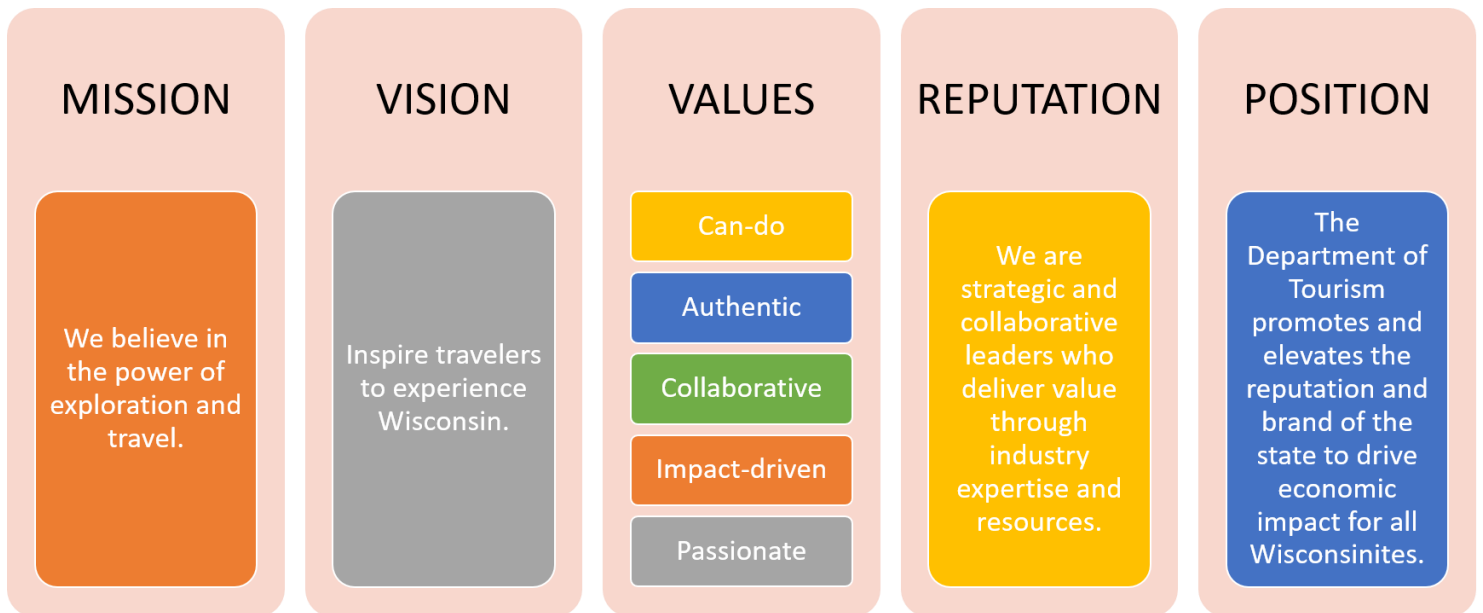 MISSION
We believe in
the power of
exploration and
travel.
VISION
Inspire travelers
to experience
Wisconsin.
VALUES
Can-do
Authentic
Collaborative
Impact-driven
Passionate
REPUTATION
We are
strategic and
collaborative
leaders who
deliver value
through
industry
expertise and
resources.
POSITION
The
Department of
Tourism
promotes and
elevates the
reputation and
brand of the
state to drive
economic
impact for all
Wisconsinites.